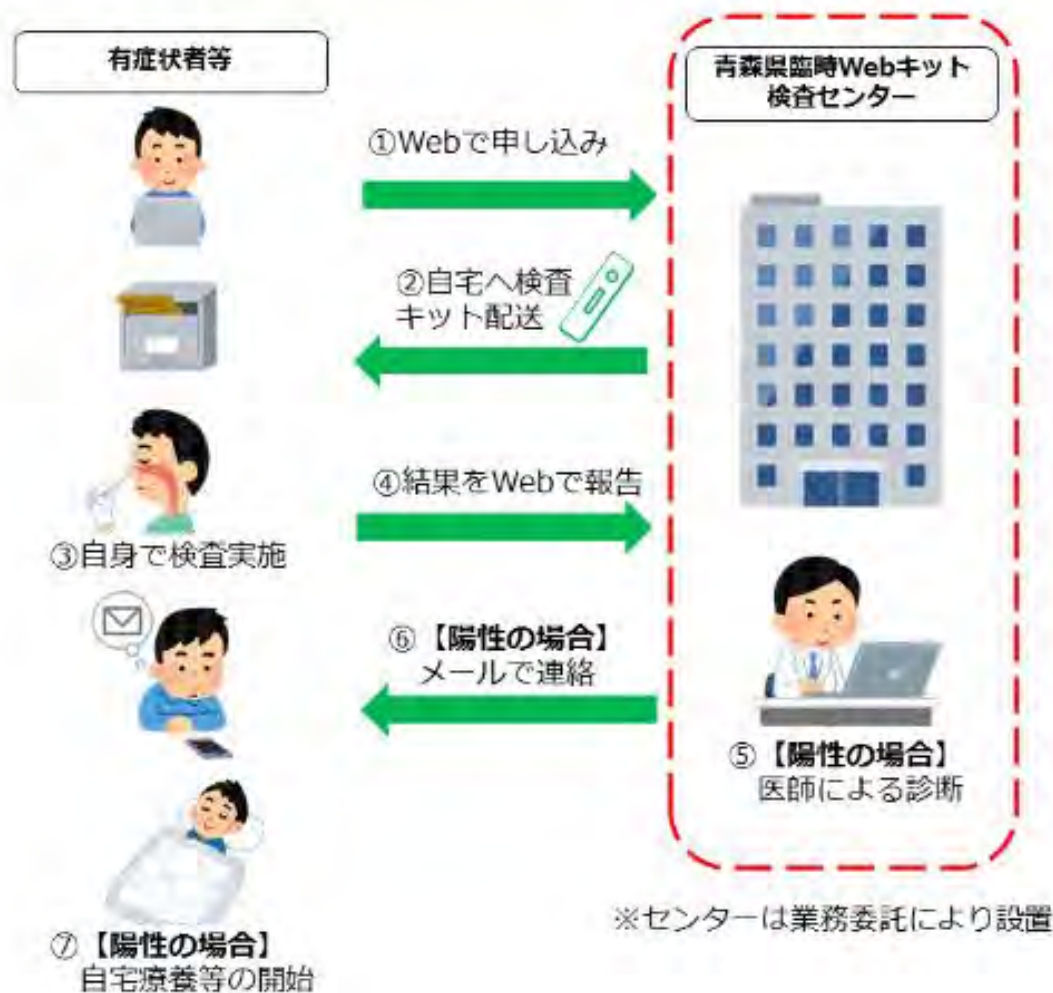 有症状者等
青森県臨時Webキット
検査センター
①Webで申し込み
②自宅へ検査
キット配送
③自身で検査実施
④結果をWebで報告
⑤【陽性の場合】
医師による診断
⑥【陽性の場合】
メールで連絡
⑦【陽性の場合】
自宅療養等の開始
※センターは業務委託により設置